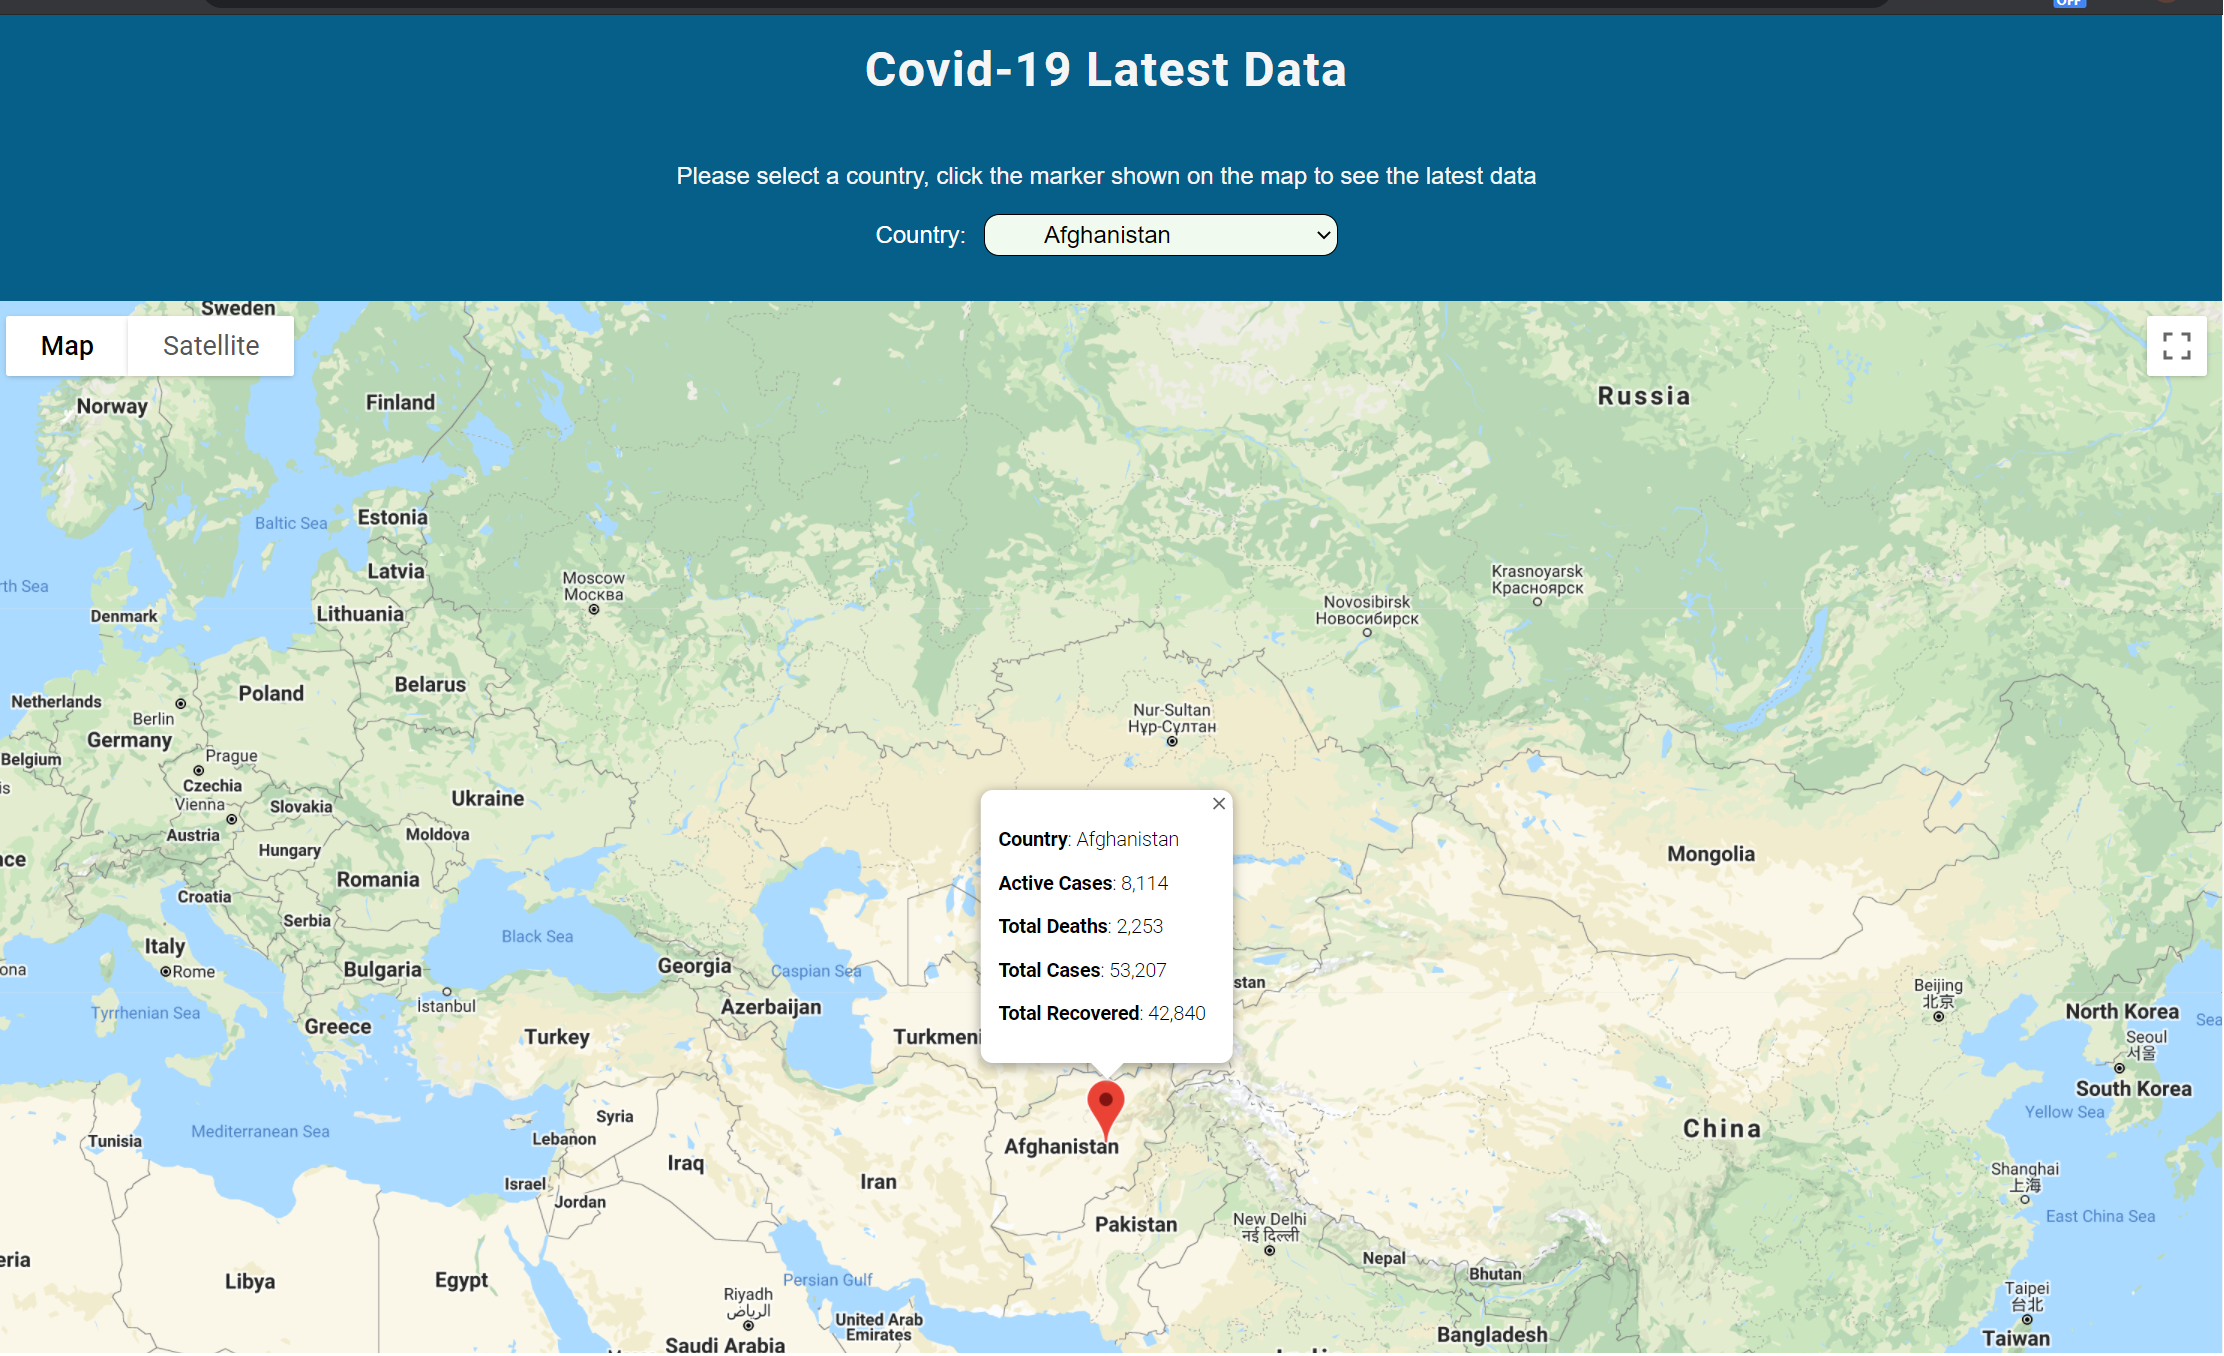 OFF
Covid-19 Latest Data
Please select a country, click the marker shown on the map to see the latest data
Country: Afghanistan
Sweden
Map Satellite
Norway
Finland
Russia
Baltic Sea
Estonia
Latvia
Lithuania
Denmark
Moscow
Москва
Krasnoyarsk
Красноярск
Novosibirsk
Новосибирск
Belarus
Poland
Netherlands
Berlin
Germany
Nur-Sultan
Нұр-Сұлтан
Belgium
Prague
Czechia
Vienna
Slovakia
Ukraine
Austria
Moldova
Hungary
Romania
Croatia
Serbia
Country: Afghanistan
Active Cases: 8,114
Total Deaths: 2,253
Total Cases: 53,207
Total Recovered: 42,840
Mongolia
Black Sea
Italy
Rome
Bulgaria
Georgia
Caspian Sea
stan
Beijing
北京
İstanbul
Azerbaijan
Tyrrhenian Sea
Greece
Turkey
Turkmeni
North Korea
Sea
Seoul
서울
South Korea
Yellow Sea
Syria
Mediterranean Sea
Tunisia
Lebanon
Afghanistan
China
Iraq
Iran
Israel
Jordan
Shanghai
上海
East China Sea
Pakistan
New Delhi
नई दिल्ली
Nepal
Bhutan
Libya
Egypt
Persian Gulf
Riyadh
الرياض
United Arab
Emirates
Saudi Arabia
Bangladesh
Taipei
台北
Taiwan